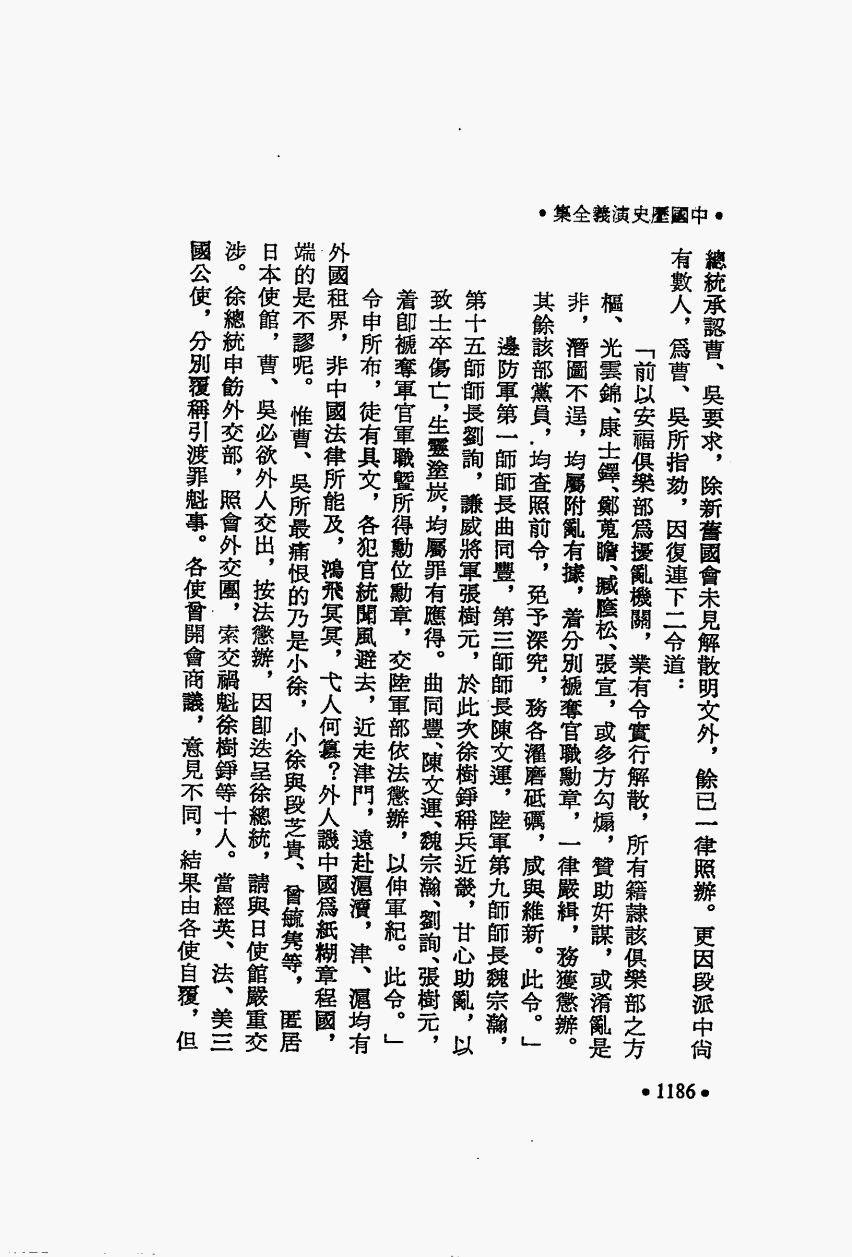 •中國歷史演義全集•
總統承認曹、吳要求，除新舊國會未見解散明文外，餘已一律照辦。更因段派中尙
有數人，爲曹、吳所指劾，因復連下二令道：
「前以安福俱樂部爲擾亂機關，業有令實行解散，所有籍隸該俱樂部之方
樞、光雲錦、康士鐸、鄭萬瞻、臧蔭松、張宣，或多方勾煽，贊助奸謀，或淆亂是
非，潛圖不逞，均屬附亂有據，着分別褫奪官職勳章，一律嚴緝，務獲懲辦。
其餘該部黨員，均查照前令，免予深究，務各濯磨砥礪，咸與維新。此令。」
邊防軍第一師師長曲同豐，第三師師長陳文運，陸軍第九師師長魏宗瀚，
第十五師師長劉詢，謙威將軍張樹元，於此次徐樹錚稱兵近畿，甘心助亂，以
致士卒傷亡，生靈塗炭，均屬罪有應得。曲同豐、陳文運、魏宗瀚、劉詢、張樹元，
着卽褫奪軍官軍職曁所得勳位勳章，交陸軍部依法懲辦，以伸軍紀。此令。」
令申所布，徒有具文，各犯官統聞風避去，近走津門，遠赴滬瀆，津、滬均有
外國租界，非中國法律所能及，鴻飛冥冥，弋人何篡？外人譏中國爲紙糊章程國，
端的是不謬呢。惟曹、吳所最痛恨的乃是小徐，小徐與段芝貴、曾毓雋等，匿居
日本使館，曹、吳必欲外人交出，按法懲辦，因卽迭呈徐總統，請與日使館嚴重交
涉。徐總統申飭外交部，照會外交團，索交禍魁徐樹錚等十人。當經英、法、美三
國公使，分別覆稱引渡罪魁事。各使曾開會商議，意見不同，結果由各使自覆，但
•1186•